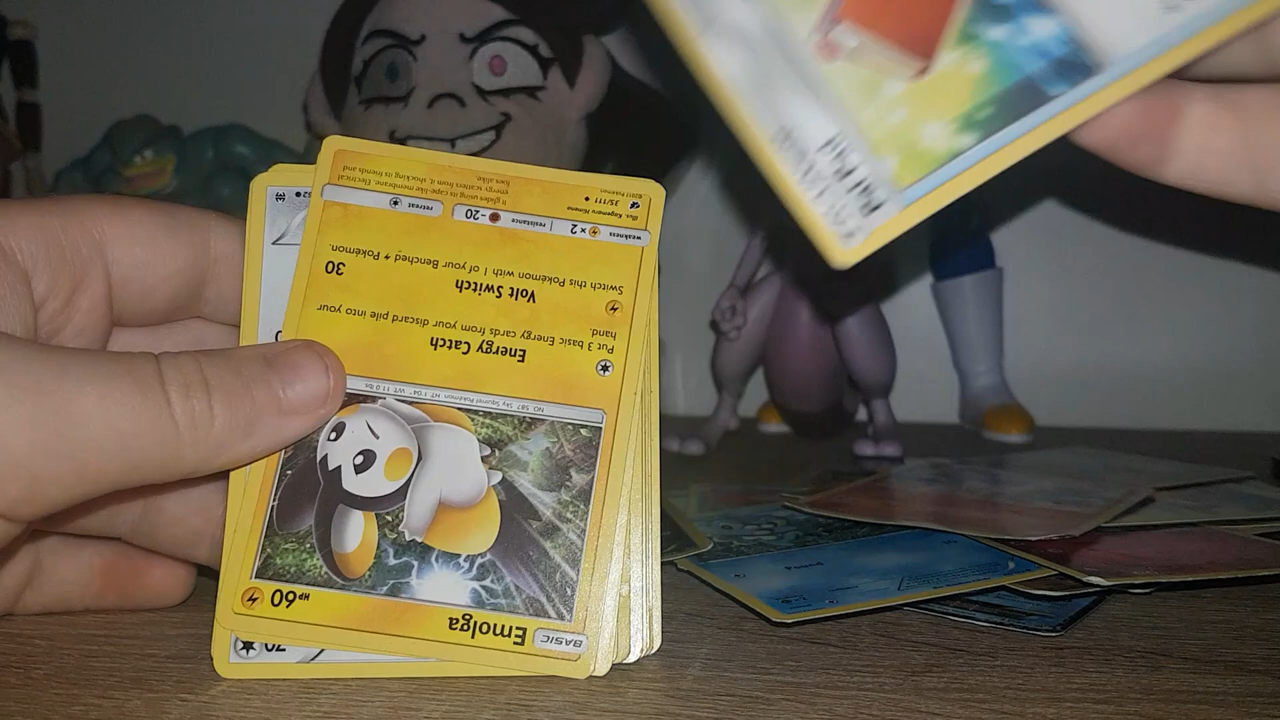 BASIC
Emolga
HP 60
NO. 587 Sky Squirrel Pokémon HT: 1'04" WT: 11.0 lbs
Energy Catch
Put 3 basic Energy cards from your discard pile into your
hand.
Volt Switch 30
Switch this Pokémon with 1 of your Benched Pokémon.
weakness ×2 resistance -20 retreat
Illus. Kagemaru Himeno
35/111
©2017 Pokémon
It glides using its cape-like membrane. Electrical
energy scatters from it, shocking its friends and
foes alike.
70
Pound